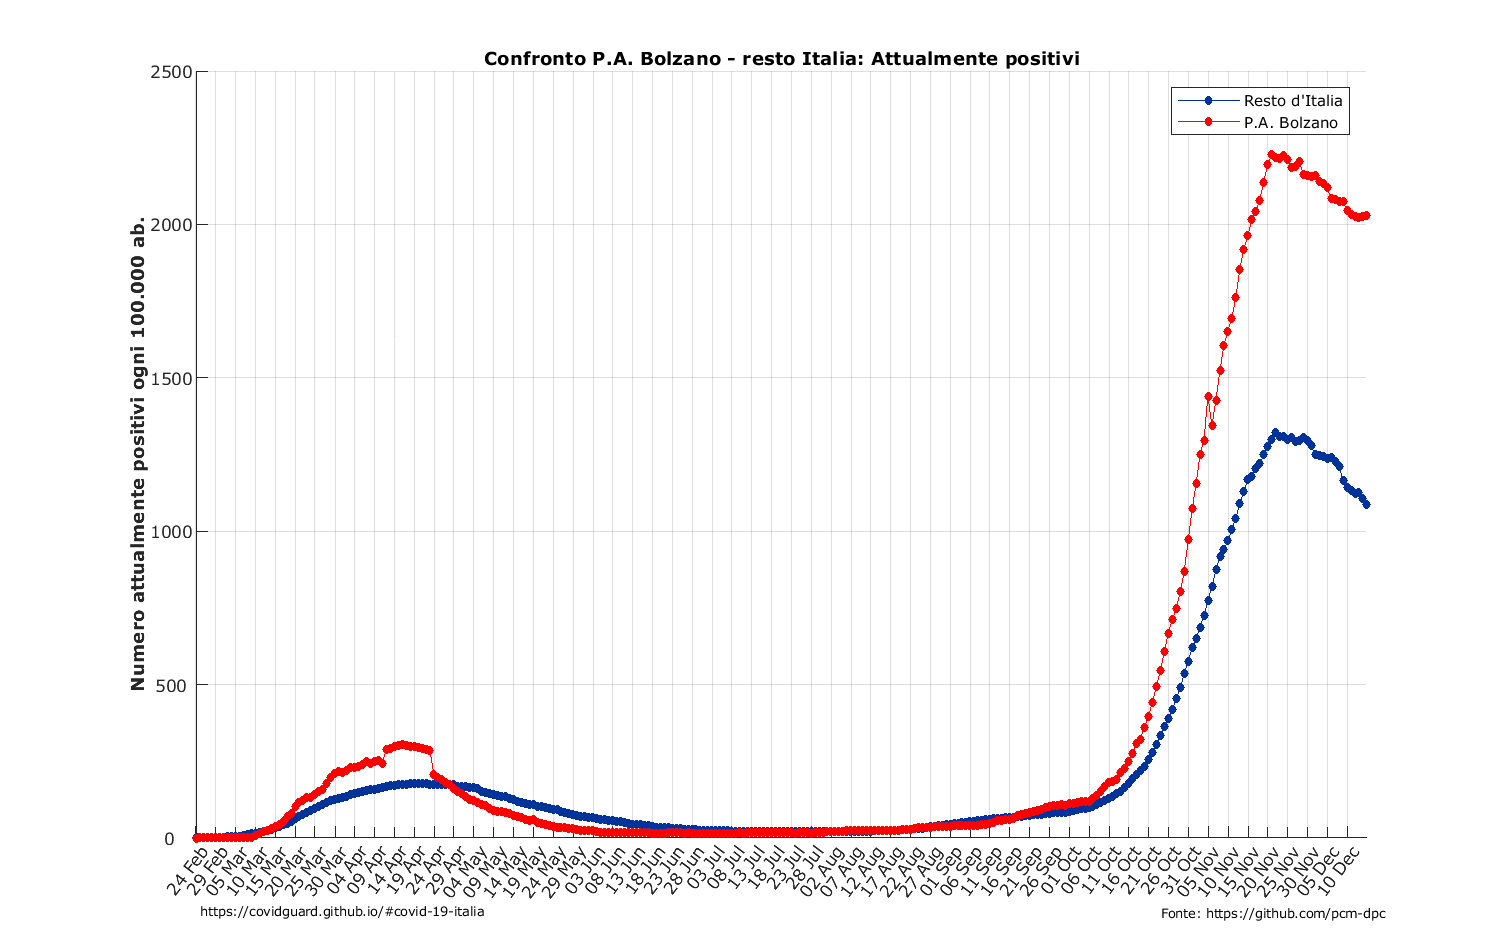 Confronto P.A. Bolzano - resto Italia: Attualmente positivi
Resto d'Italia
P.A. Bolzano
Numero attualmente positivi ogni 100.000 ab.
2500
2000
1500
1000
500
0
24 Feb
29 Feb
05 Mar
10 Mar
15 Mar
20 Mar
25 Mar
30 Mar
04 Apr
09 Apr
14 Apr
19 Apr
24 Apr
29 Apr
04 May
09 May
14 May
19 May
24 May
29 May
03 Jun
08 Jun
13 Jun
18 Jun
23 Jun
28 Jun
03 Jul
08 Jul
13 Jul
18 Jul
23 Jul
28 Jul
02 Aug
07 Aug
12 Aug
17 Aug
22 Aug
27 Aug
01 Sep
06 Sep
11 Sep
16 Sep
21 Sep
26 Sep
01 Oct
06 Oct
11 Oct
16 Oct
21 Oct
26 Oct
31 Oct
05 Nov
10 Nov
15 Nov
20 Nov
25 Nov
30 Nov
05 Dec
10 Dec
https://covidguard.github.io/#covid-19-italia
Fonte: https://github.com/pcm-dpc